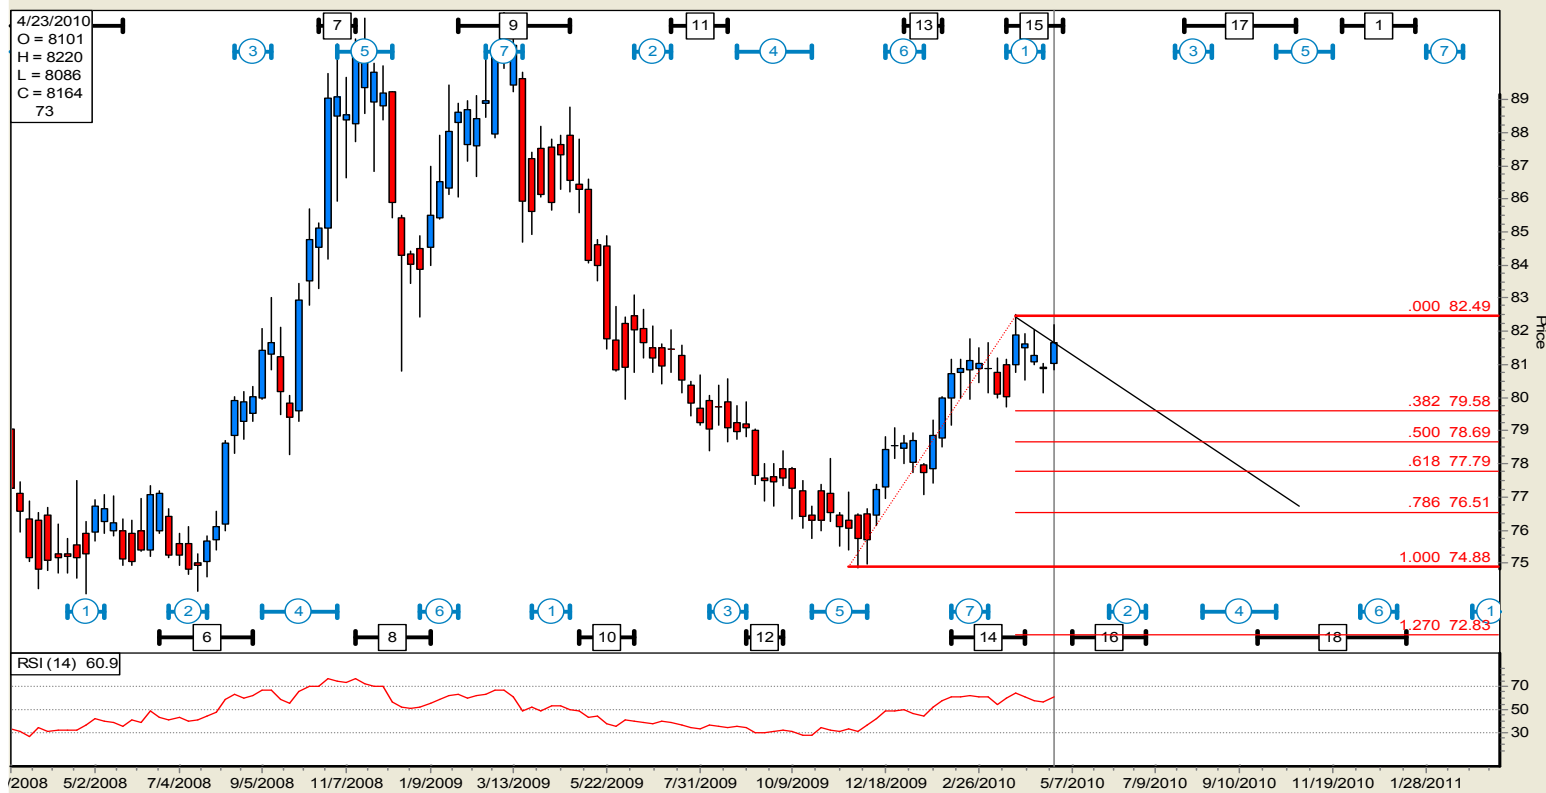 4/23/2010
O = 8101
H = 8220
L = 8086
C = 8164
73
7 9 11 13 15 17 1
3 5 7 2 4 6 1 3 5 7
89
88
87
86
85
84
83
82
81
80
79
78
77
76
75
Price
.000 82.49
.382 79.58
.500 78.69
.618 77.79
.786 76.51
1.000 74.88
1 2 4 6 1 3 5 7 2 4 6 1
1.270 72.83
6 8 10 12 14 16 18
RSI (14) 60.9
70
50
30
/2008 5/2/2008 7/4/2008 9/5/2008 11/7/2008 1/9/2009 3/13/2009 5/22/2009 7/31/2009 10/9/2009 12/18/2009 2/26/2010 5/7/2010 7/9/2010 9/10/2010 11/19/2010 1/28/2011